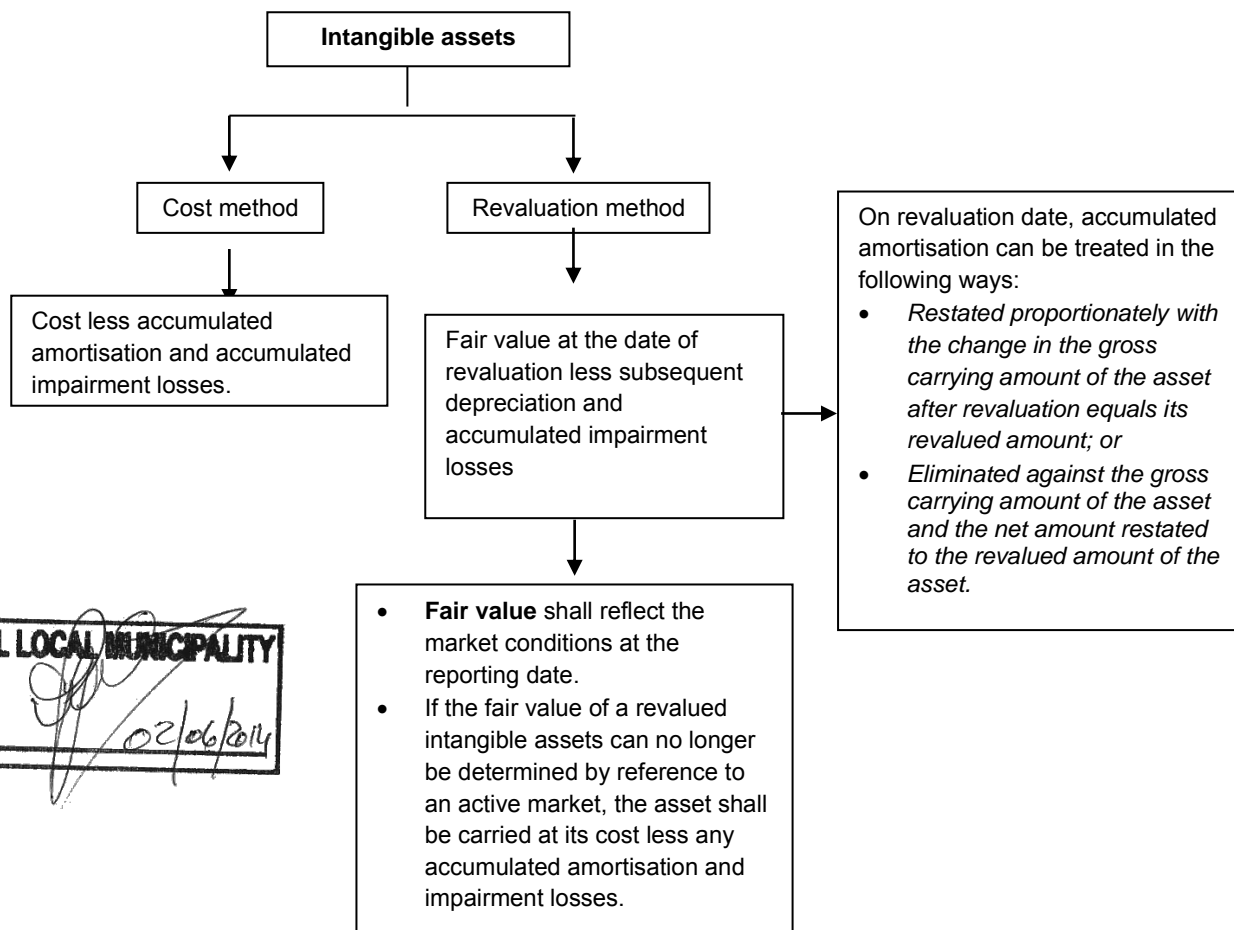 Intangible assets
Cost method
Revaluation method
Cost less accumulated
amortisation and accumulated
impairment losses.
Fair value at the date of
revaluation less subsequent
depreciation and
accumulated impairment
losses
On revaluation date, accumulated
amortisation can be treated in the
following ways:
• Restated proportionately with
the change in the gross
carrying amount of the asset
after revaluation equals its
revalued amount; or
• Eliminated against the gross
carrying amount of the asset
and the net amount restated
to the revalued amount of the
asset.
• Fair value shall reflect the
market conditions at the
reporting date.
• If the fair value of a revalued
intangible assets can no longer
be determined by reference to
an active market, the asset shall
be carried at its cost less any
accumulated amortisation and
impairment losses.
L LOCAL MUNICIPALITY
02/06/2014